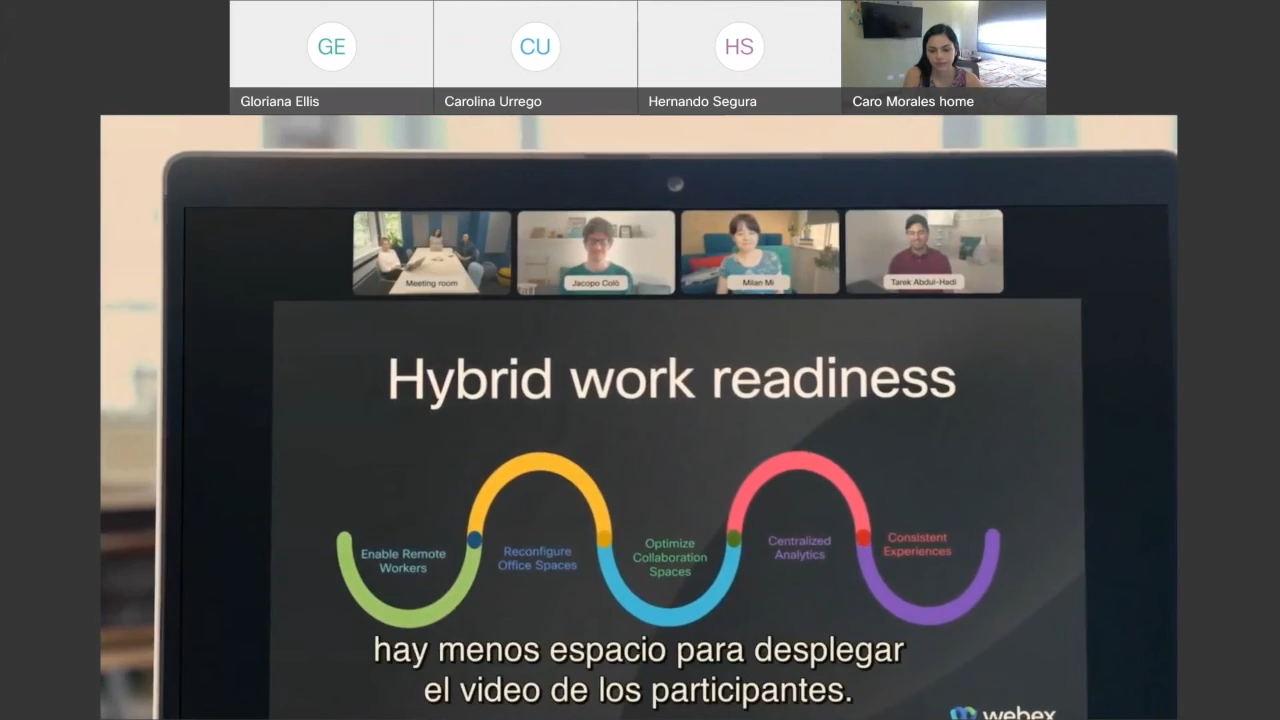 GE
CU
HS
Gloriana Ellis
Carolina Urrego
Hernando Segura
Caro Morales home
Meeting room
Jacopo Colò
Milan Mi
Tarek Abdul-Hadi
Hybrid work readiness
Enable Remote
Workers
Reconfigure
Office Spaces
Optimize
Collaboration
Spaces
Centralized
Analytics
Consistent
Experiences
hay menos espacio para desplegar
el video de los participantes.
webex